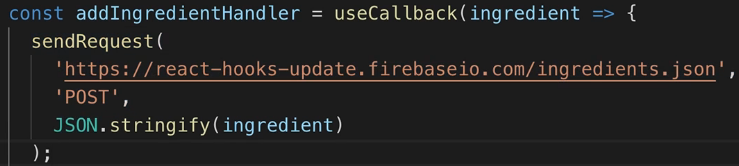 const addIngredientHandler = useCallback(ingredient => {
sendRequest(
'https://react-hooks-update.firebaseio.com/ingredients.json',
'POST',
JSON.stringify(ingredient)
);